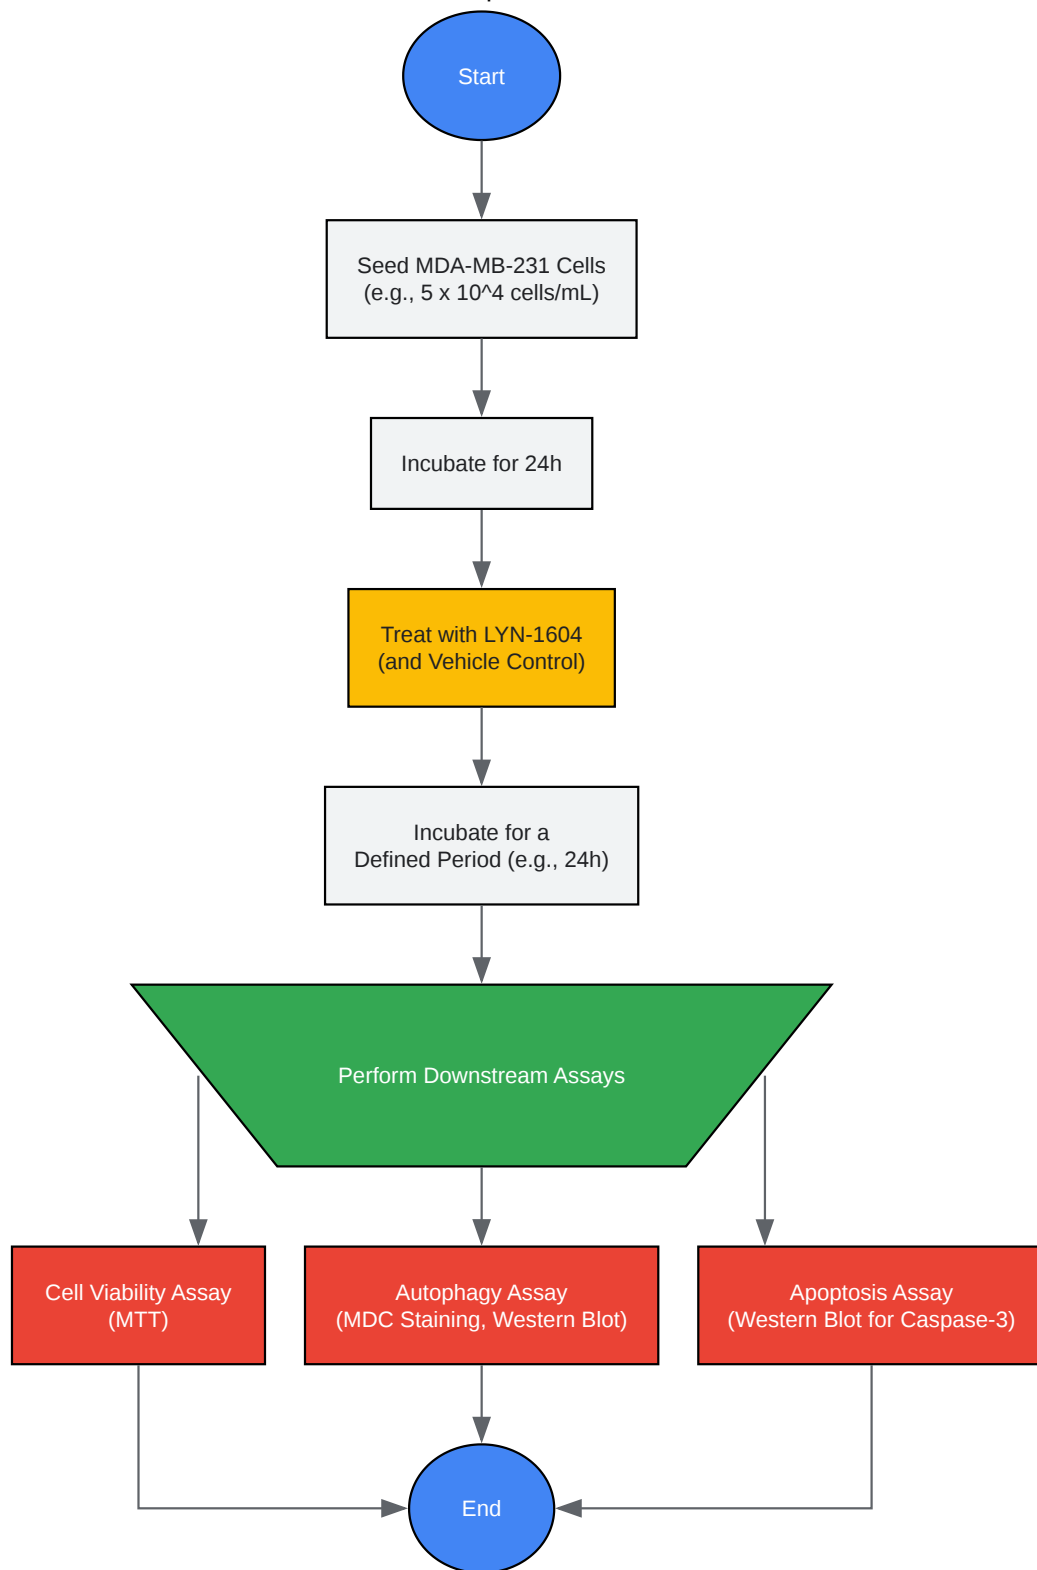 Start
Seed MDA-MB-231 Cells
(e.g., 5 x 10^4 cells/mL)
Incubate for 24h
Treat with LYN-1604
(and Vehicle Control)
Incubate for a
Defined Period (e.g., 24h)
Perform Downstream Assays
Cell Viability Assay
(MTT)
Autophagy Assay
(MDC Staining, Western Blot)
Apoptosis Assay
(Western Blot for Caspase-3)
End